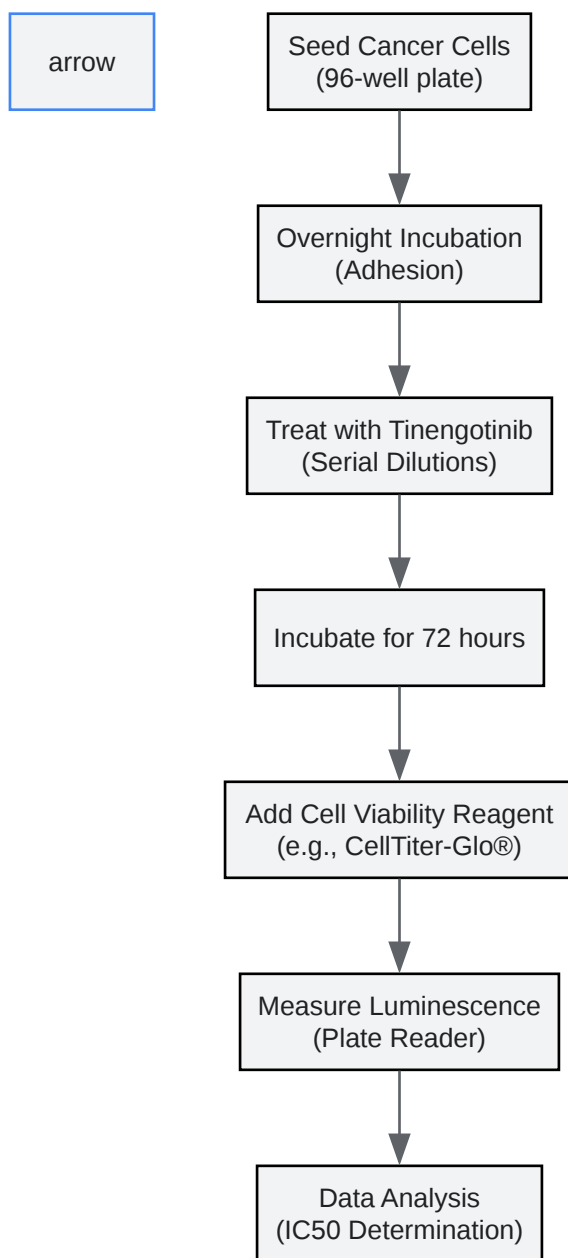 arrow
Seed Cancer Cells
(96-well plate)
Overnight Incubation
(Adhesion)
Treat with Tinengotinib
(Serial Dilutions)
Incubate for 72 hours
Add Cell Viability Reagent
(e.g., CellTiter-Glo®)
Measure Luminescence
(Plate Reader)
Data Analysis
(IC50 Determination)